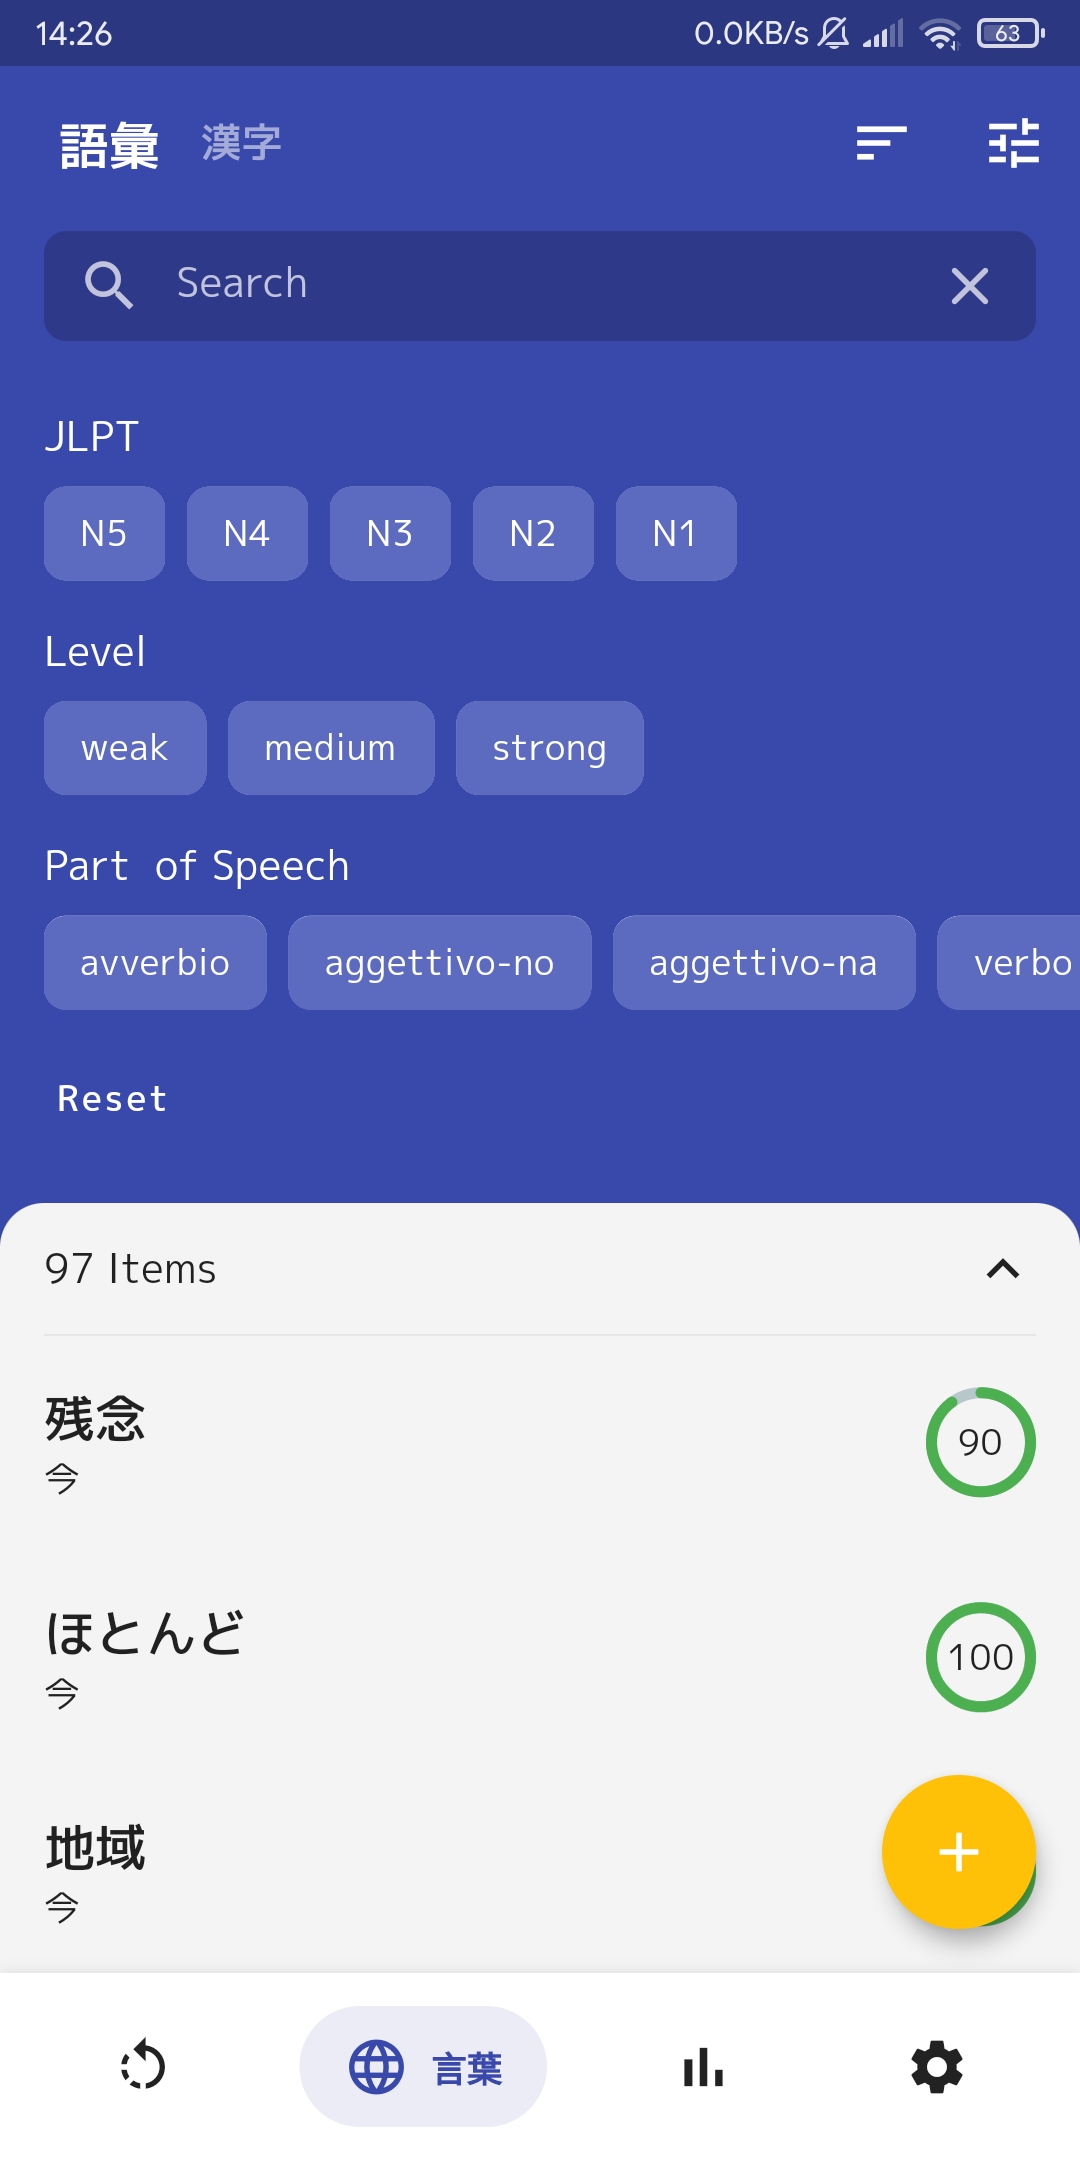 14:26 0.0KB/s 63
語彙 漢字
Search
JLPT
N5 N4 N3 N2 N1
Level
weak medium strong
Part of Speech
avverbio aggettivo-no aggettivo-na verbo
Reset
97 Items
残念
今
90
ほとんど
今
100
地域
今
言葉